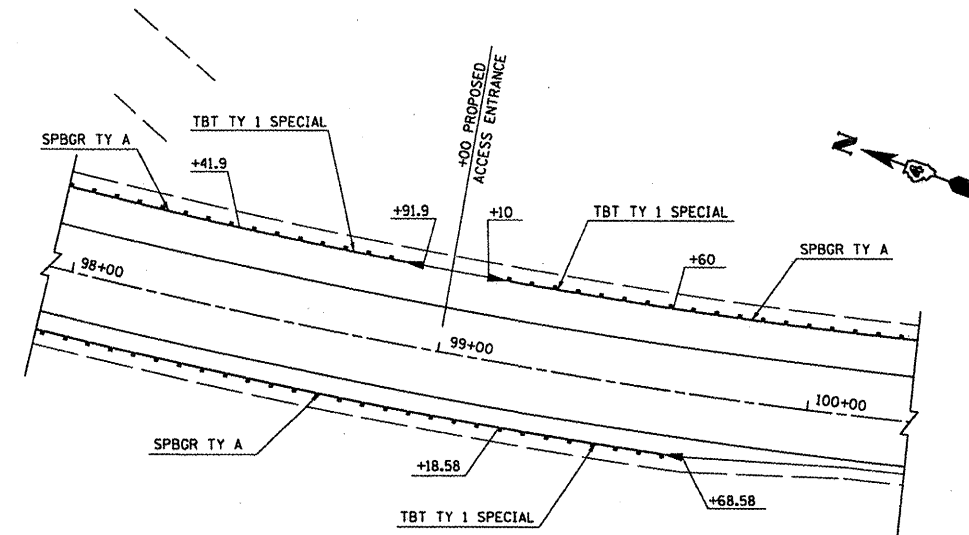 +00 PROPOSED
ACCESS ENTRANCE
TBT TY 1 SPECIAL
SPBGR TY A
+41.9
+91.9
+10
TBT TY 1 SPECIAL
N
+60
SPBGR TY A
98+00
99+00
100+00
SPBGR TY A
+18.58
TBT TY 1 SPECIAL
+68.58